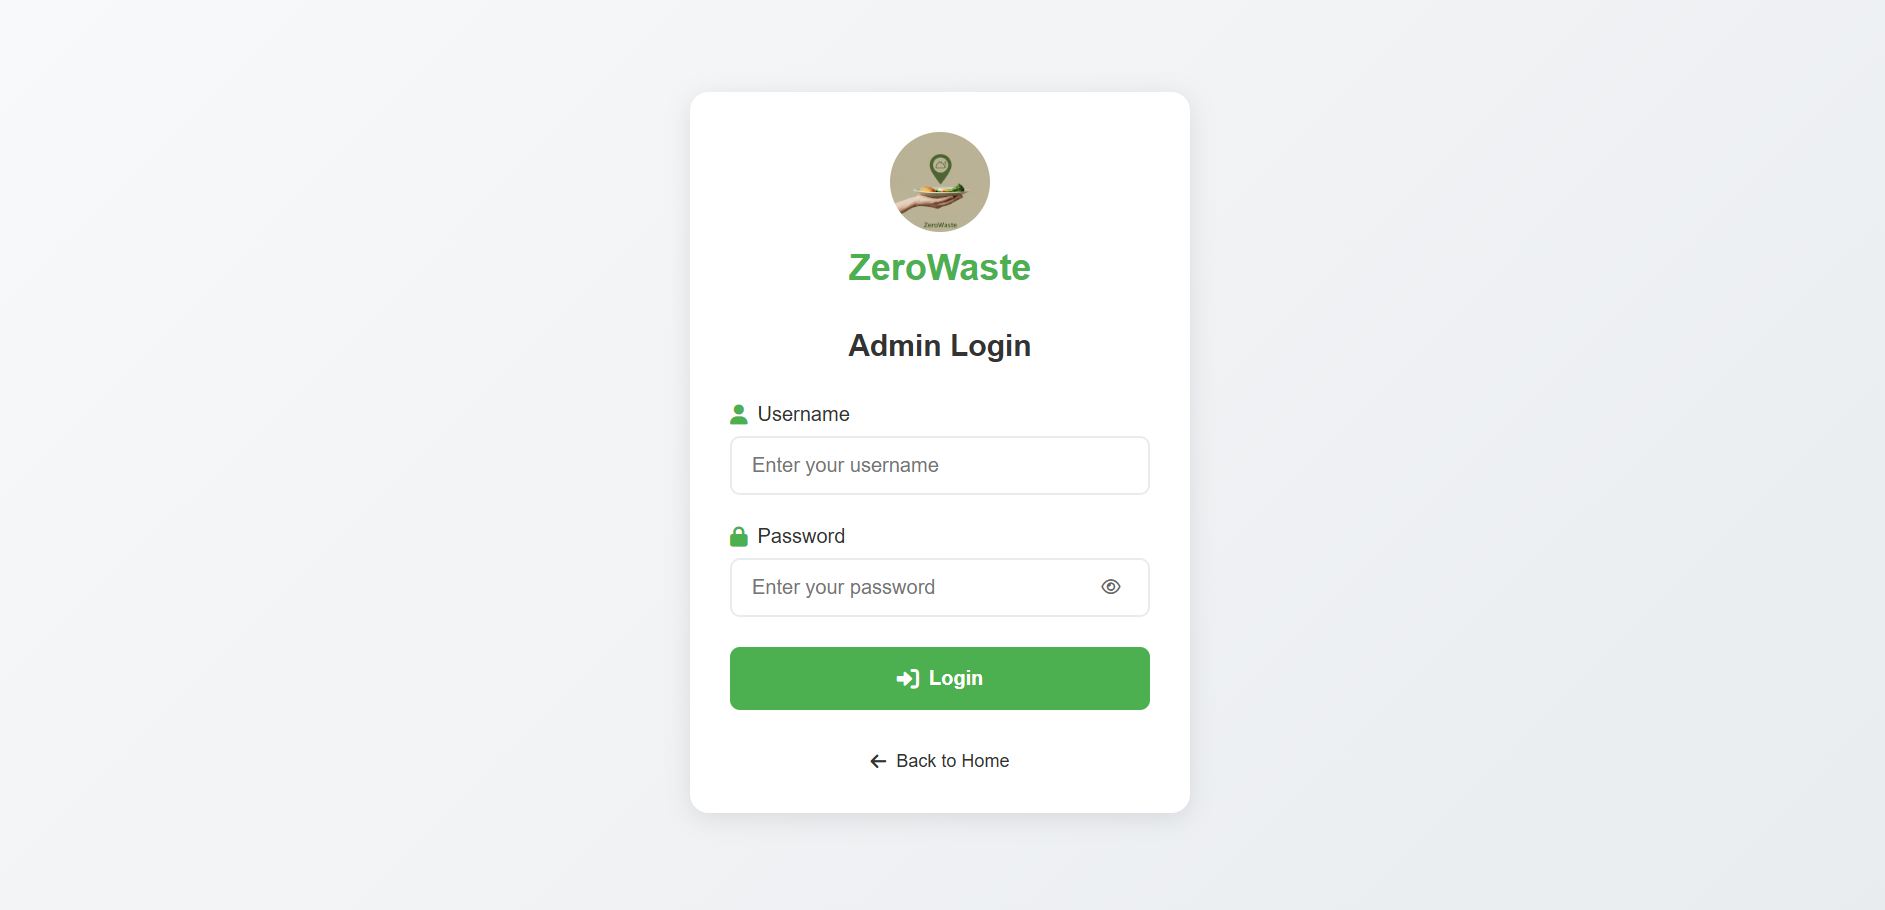 ZeroWaste
ZeroWaste
Admin Login
Username
Enter your username
Password
Enter your password
Login
Back to Home